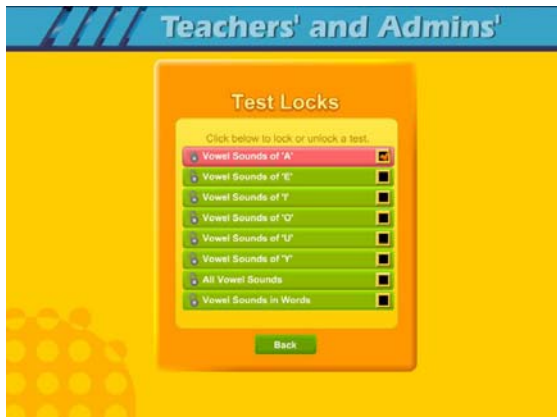 Teachers' and Admins'
Test Locks
Click below to lock or unlock a test.
Vowel Sounds of 'A'
Vowel Sounds of 'E'
Vowel Sounds of 'I'
Vowel Sounds of 'O'
Vowel Sounds of 'U'
Vowel Sounds of 'Y'
All Vowel Sounds
Vowel Sounds in Words
Back